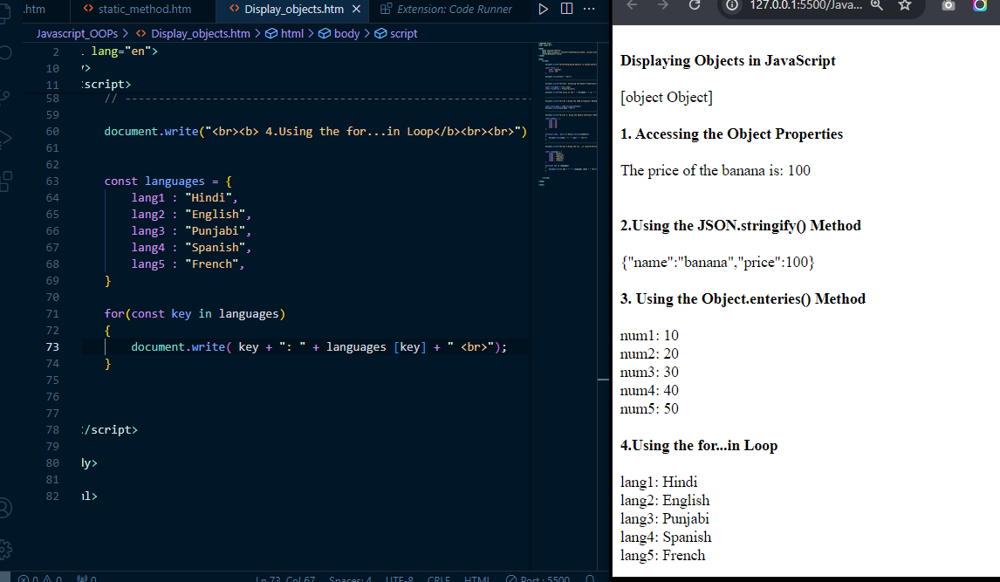 .htm
static_method.htm
Display_objects.htm
Extension: Code Runner
Javascript_OOPs > Display_objects.htm > html > body > script
2 lang="en">
10 >
11 script>
58 // -----------------------------------------------------------
59
60 document.write("<br><b> 4.Using the for...in Loop</b><br><br>")
61
62
63 const languages = {
64 lang1 : "Hindi",
65 lang2 : "English",
66 lang3 : "Punjabi",
67 lang4 : "Spanish",
68 lang5 : "French",
69 }
70
71 for(const key in languages)
72 {
73 document.write( key + ": " + languages [key] + " <br>");
74 }
75
76
77
78 /script>
79
80 dy>
81
82 ml>
0 0 0 Ln 73, Col 67 Spaces: 4 UTF-8 CRLF HTML Port : 5500
127.0.0.1:5500/Java...
Displaying Objects in JavaScript
[object Object]
1. Accessing the Object Properties
The price of the banana is: 100
2.Using the JSON.stringify() Method
{"name":"banana","price":100}
3. Using the Object.enteries() Method
num1: 10
num2: 20
num3: 30
num4: 40
num5: 50
4.Using the for...in Loop
lang1: Hindi
lang2: English
lang3: Punjabi
lang4: Spanish
lang5: French